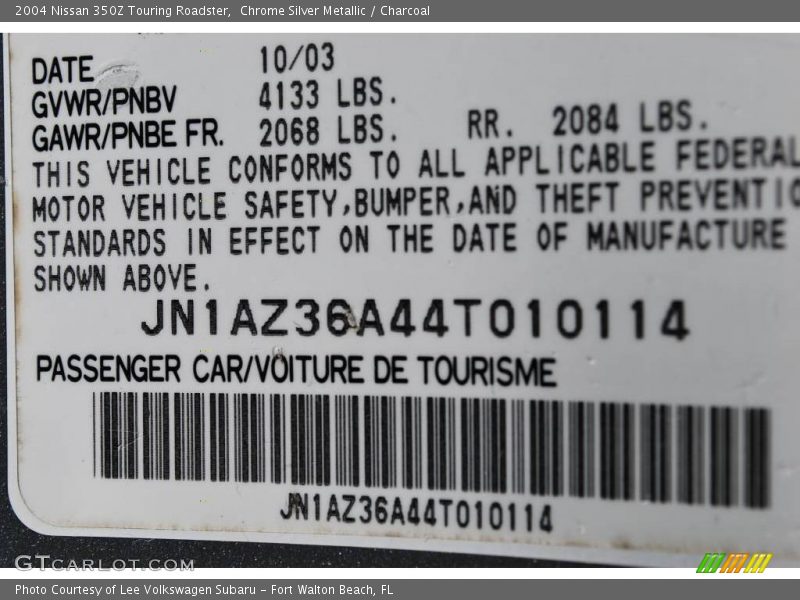 2004 Nissan 350Z Touring Roadster,  Chrome Silver Metallic / Charcoal
DATE 10/03
GVWR/PNBV 4133 LBS.
GAWR/PNBE FR. 2068 LBS. RR. 2084 LBS.
THIS VEHICLE CONFORMS TO ALL APPLICABLE FEDERAL
MOTOR VEHICLE SAFETY,BUMPER,AND THEFT PREVENTIO
STANDARDS IN EFFECT ON THE DATE OF MANUFACTURE
SHOWN ABOVE.
JN1AZ36A44T010114
PASSENGER CAR/VOITURE DE TOURISME
JN1AZ36A44T010114
GTCARLOT.COM
Photo Courtesy of Lee Volkswagen Subaru - Fort Walton Beach, FL